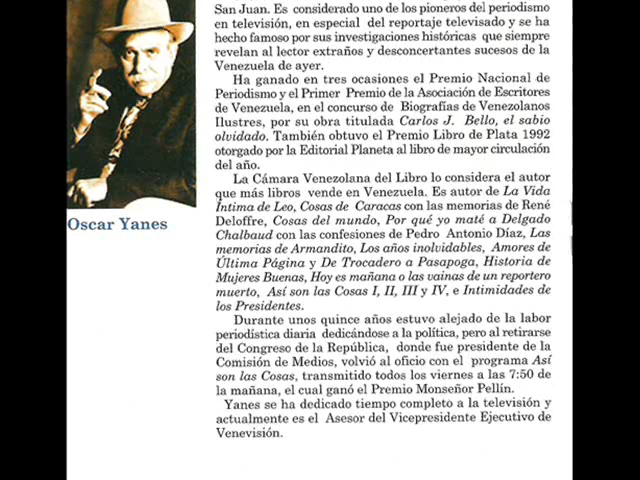 San Juan. Es considerado uno de los pioneros del periodismo
en televisión, en especial del reportaje televisado y se ha
hecho famoso por sus investigaciones históricas que siempre
revelan al lector extraños y desconcertantes sucesos de la
Venezuela de ayer.
Ha ganado en tres ocasiones el Premio Nacional de
Periodismo y el Primer Premio de la Asociación de Escritores
de Venezuela, en el concurso de Biografías de Venezolanos
Ilustres, por su obra titulada Carlos J. Bello, el sabio
olvidado. También obtuvo el Premio Libro de Plata 1992
otorgado por la Editorial Planeta al libro de mayor circulación
del año.
La Cámara Venezolana del Libro lo considera el autor
que más libros vende en Venezuela. Es autor de La Vida
Íntima de Leo, Cosas de Caracas con las memorias de René
Deloffre, Cosas del mundo, Por qué yo maté a Delgado
Chalbaud con las confesiones de Pedro Antonio Díaz, Las
memorias de Armandito, Los años inolvidables, Amores de
Última Página y De Trocadero a Pasapoga, Historia de
Mujeres Buenas, Hoy es mañana o las vainas de un reportero
muerto, Así son las Cosas I, II, III y IV, e Intimidades de
los Presidentes.
Durante unos quince años estuvo alejado de la labor
periodística diaria dedicándose a la política, pero al retirarse
del Congreso de la República, donde fue presidente de la
Comisión de Medios, volvió al oficio con el programa Así
son las Cosas, transmitido todos los viernes a las 7:50 de
la mañana, el cual ganó el Premio Monseñor Pellín.
Yanes se ha dedicado tiempo completo a la televisión y
actualmente es el Asesor del Vicepresidente Ejecutivo de
Venevisión.
Oscar Yanes